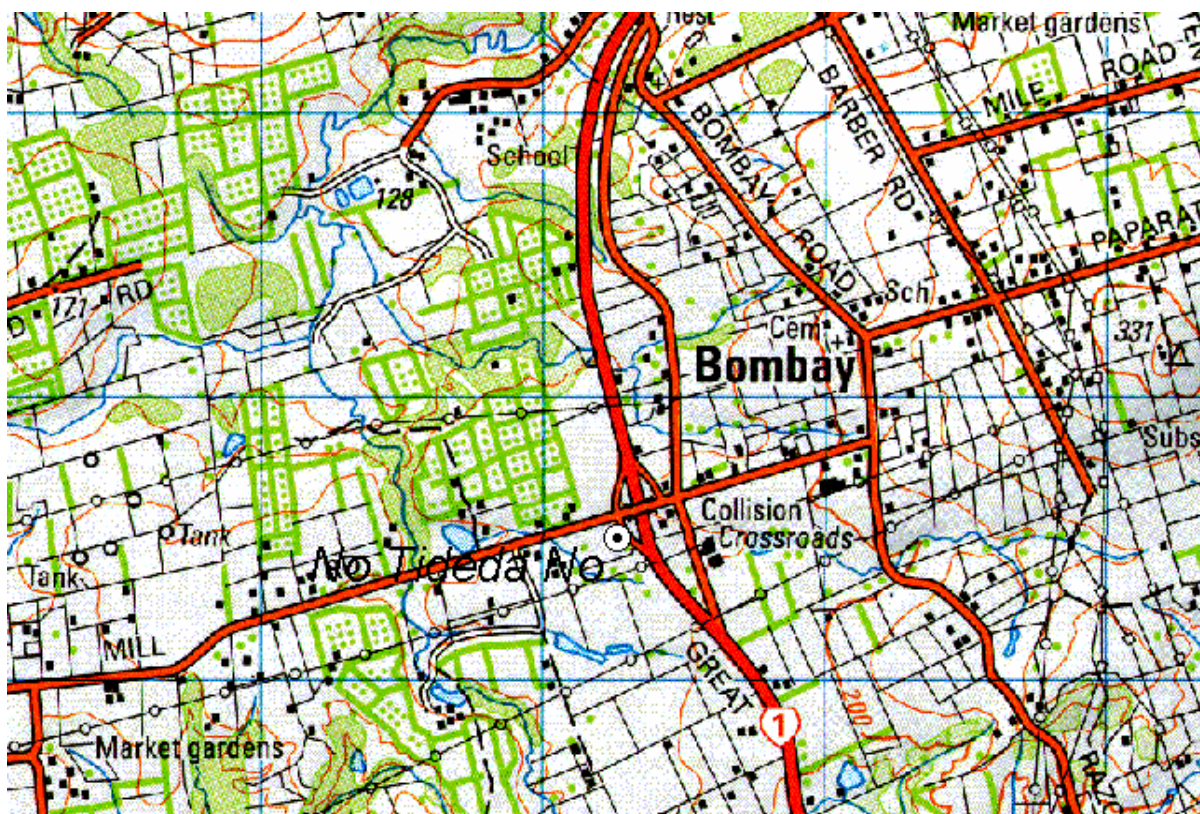 Market gardens
ROAD
MILE
BARBER
RD
BOMBAY
ROAD
School
128
PAPARA
171
RD
Sch
Cem
331
Bombay
Subs
Collision
Crossroads
Tank
No Tideda No
Tank
MILL
GREAT
200
1
Market gardens